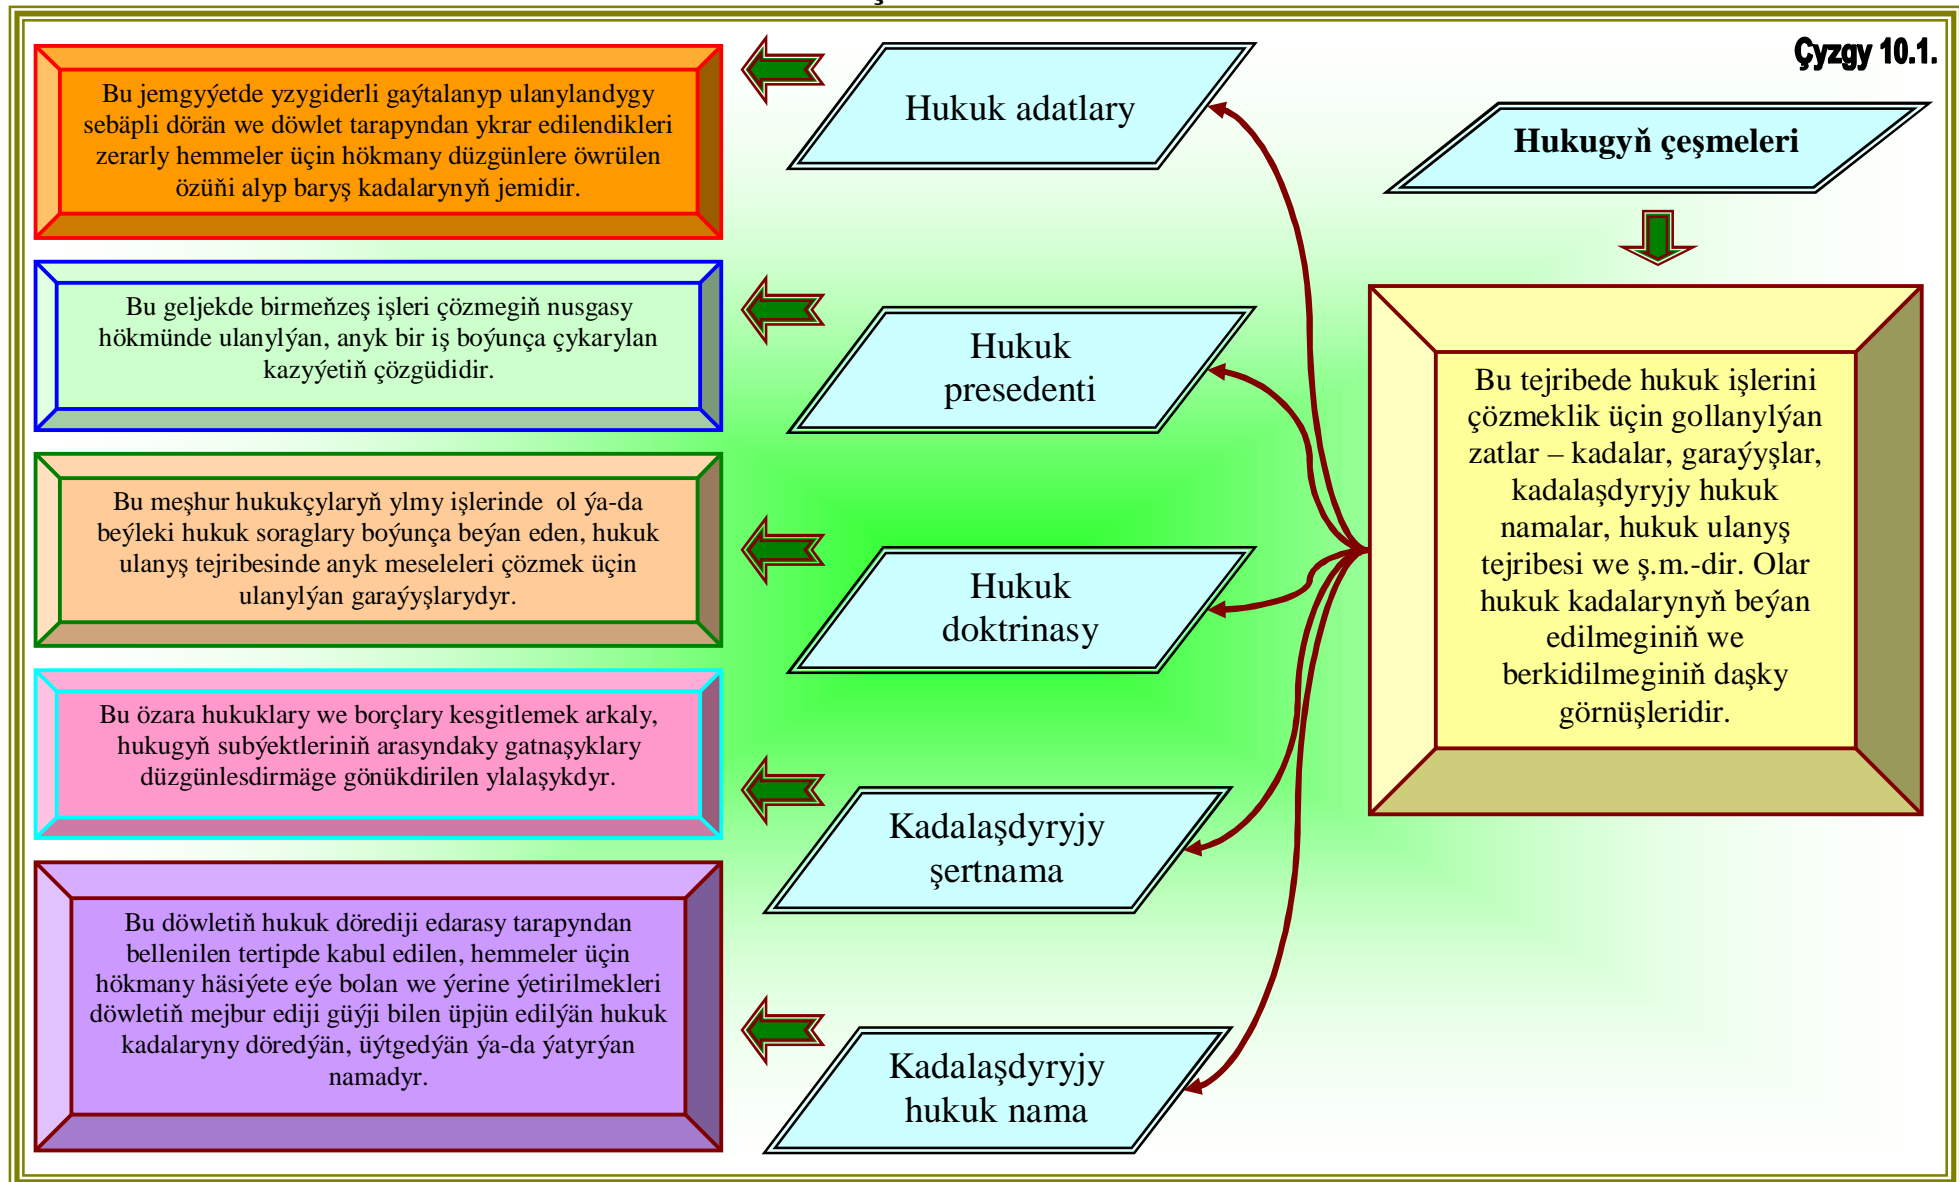 Çyzgy 10.1.
Hukugyň çeşmeleri
Bu tejribede hukuk işlerini
çözmeklik üçin gollanylýan
zatlar – kadalar, garaýyşlar,
kadalaşdyryjy hukuk
namalar, hukuk ulanyş
tejribesi we ş.m.-dir. Olar
hukuk kadalarynyň beýan
edilmeginiň we
berkidilmeginiň daşky
görnüşleridir.
Hukuk adatlary
Bu jemgyýetde yzygiderli gaýtalanyp ulanylandygy
sebäpli dörän we döwlet tarapyndan ykrar edilendikleri
zerarly hemmeler üçin hökmany düzgünlere öwrülen
özüňi alyp baryş kadalarynyň jemidir.
Hukuk
presedenti
Bu geljekde birmeňzeş işleri çözmegiň nusgasy
hökmünde ulanylýan, anyk bir iş boýunça çykarylan
kazyýetiň çözgüdidir.
Hukuk
doktrinasy
Bu meşhur hukukçylaryň ylmy işlerinde ol ýa-da
beýleki hukuk soraglary boýunça beýan eden, hukuk
ulanyş tejribesinde anyk meseleleri çözmek üçin
ulanylýan garaýyşlarydyr.
Kadalaşdyryjy
şertnama
Bu özara hukuklary we borçlary kesgitlemek arkaly,
hukugyň subýektleriniň arasyndaky gatnaşyklary
düzgünlesdirmäge gönükdirilen ylalaşykdyr.
Kadalaşdyryjy
hukuk nama
Bu döwletiň hukuk dörediji edarasy tarapyndan
bellenilen tertipde kabul edilen, hemmeler üçin
hökmany häsiýete eýe bolan we ýerine ýetirilmekleri
döwletiň mejbur ediji güýji bilen üpjün edilýän hukuk
kadalaryny döredýän, üýtgedýän ýa-da ýatyrýan
namadyr.